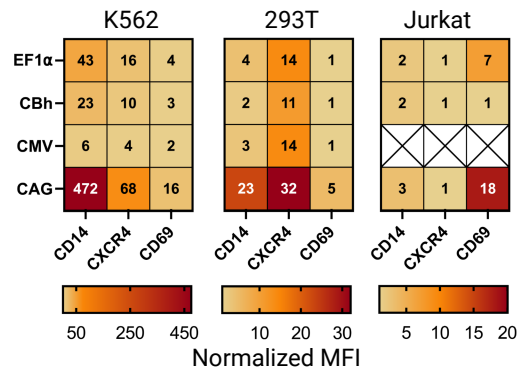 K562 293T Jurkat
EF1α 43 16 4 4 14 1 2 1 7
CBh 23 10 3 2 11 1 2 1 1
CMV 6 4 2 3 14 1
CAG 472 68 16 23 32 5 3 1 18
CD14 CXCR4 CD69 CD14 CXCR4 CD69 CD14 CXCR4 CD69
50 250 450 10 20 30 5 10 15 20
Normalized MFI